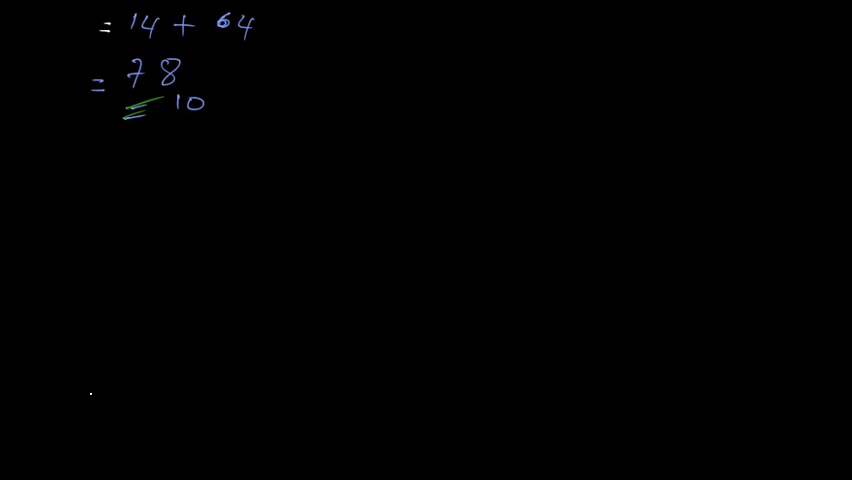 = 14 + 64
= 78
10